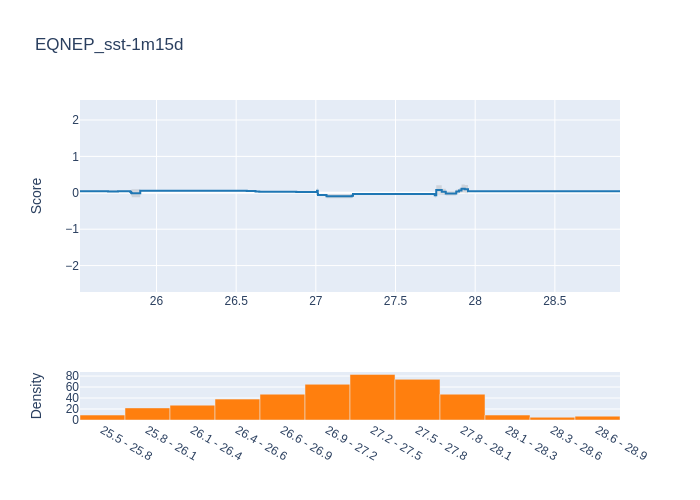 EQNEP_sst-1m15d
Score
2
1
0
−1
−2
26
26.5
27
27.5
28
28.5
Density
80
60
40
20
0
25.5 - 25.8
25.8 - 26.1
26.1 - 26.4
26.4 - 26.6
26.6 - 26.9
26.9 - 27.2
27.2 - 27.5
27.5 - 27.8
27.8 - 28.1
28.1 - 28.3
28.3 - 28.6
28.6 - 28.9